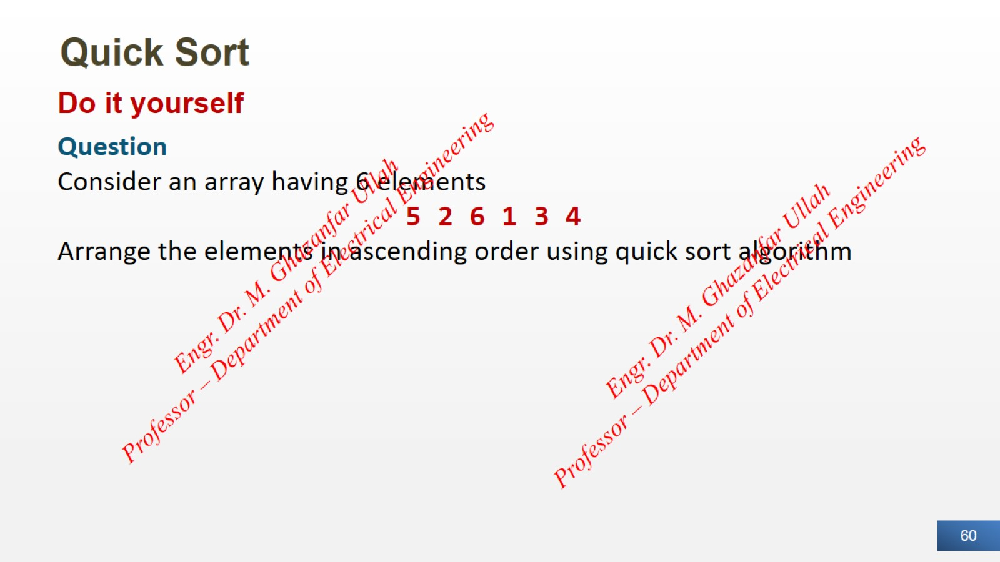 Quick Sort
Do it yourself
Question
Consider an array having 6 elements
5 2 6 1 3 4
Arrange the elements in ascending order using quick sort algorithm
Engr. Dr. M. Ghazanfar Ullah
Professor – Department of Electrical Engineering
Engr. Dr. M. Ghazanfar Ullah
Professor – Department of Electrical Engineering
60